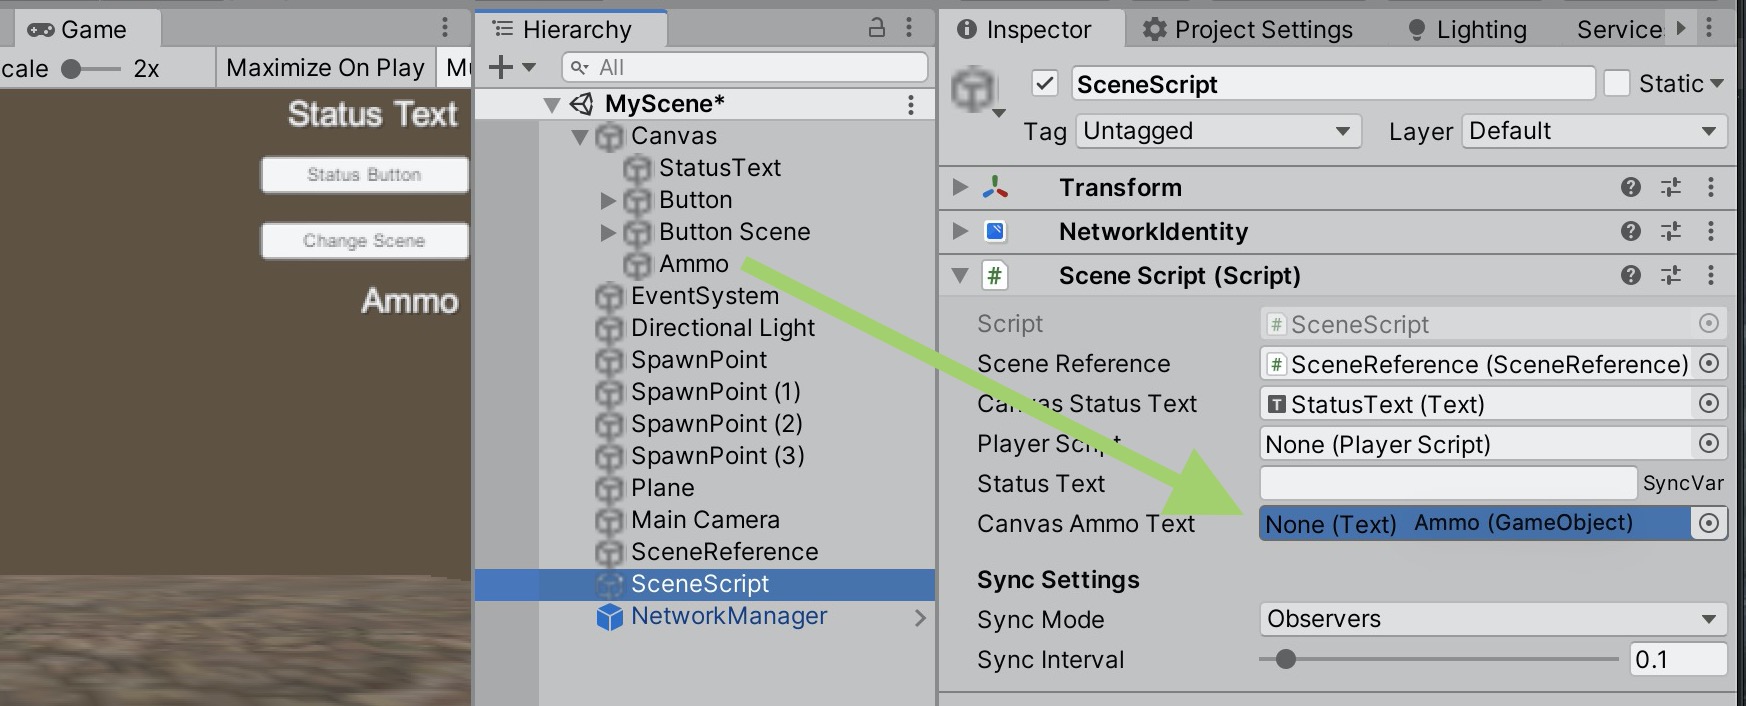 Game
cale 2x Maximize On Play
Status Text
Status Button
Change Scene
Ammo
Hierarchy
All
MyScene*
Canvas
StatusText
Button
Button Scene
Ammo
EventSystem
Directional Light
SpawnPoint
SpawnPoint (1)
SpawnPoint (2)
SpawnPoint (3)
Plane
Main Camera
SceneReference
SceneScript
NetworkManager
Inspector Project Settings Lighting Service
SceneScript Static
Tag Untagged Layer Default
Transform
NetworkIdentity
# Scene Script (Script)
Script # SceneScript
Scene Reference # SceneReference (SceneReference)
Canvas Status Text T StatusText (Text)
Player Script None (Player Script)
Status Text SyncVar
Canvas Ammo Text None (Text) Ammo (GameObject)
Sync Settings
Sync Mode Observers
Sync Interval 0.1